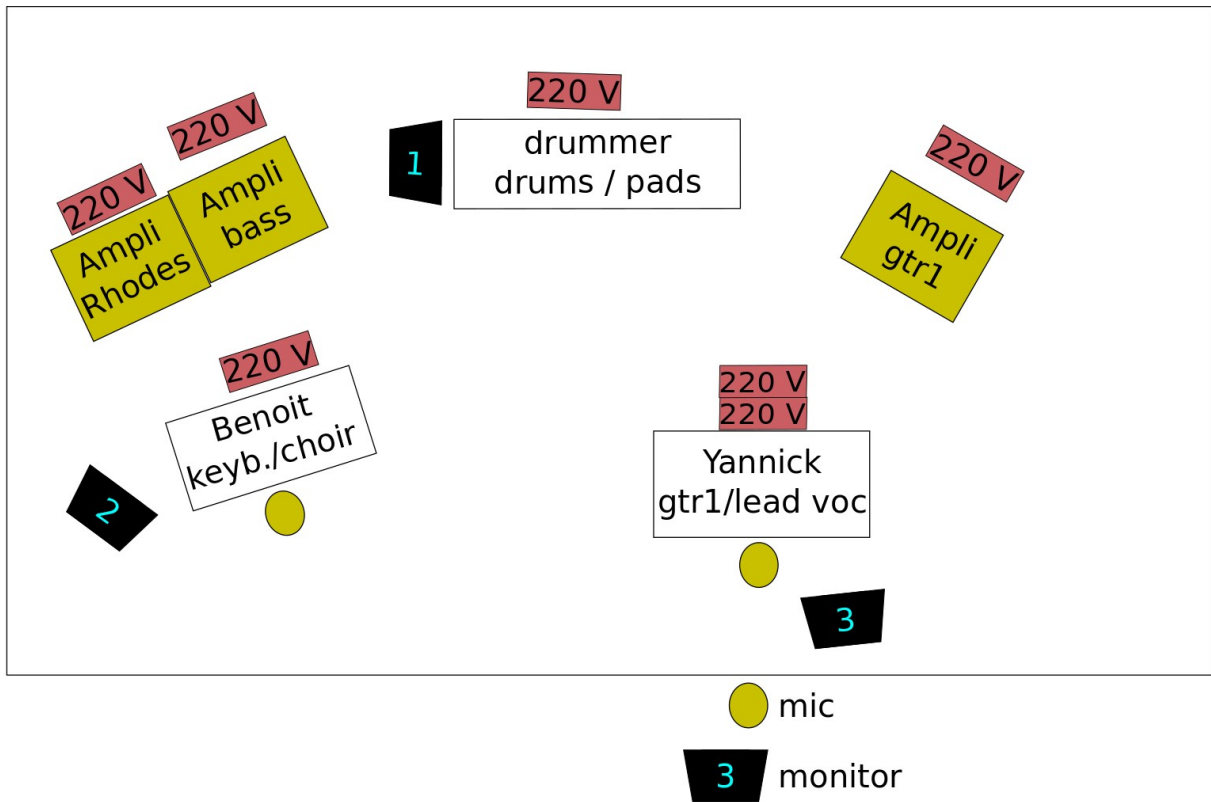 220 V
220 V
220 V
220 V
Ampli
Rhodes
Ampli
bass
1
drummer
drums / pads
Ampli
gtr1
220 V
Benoit
keyb./choir
2
220 V
220 V
Yannick
gtr1/lead voc
3
mic
3
monitor